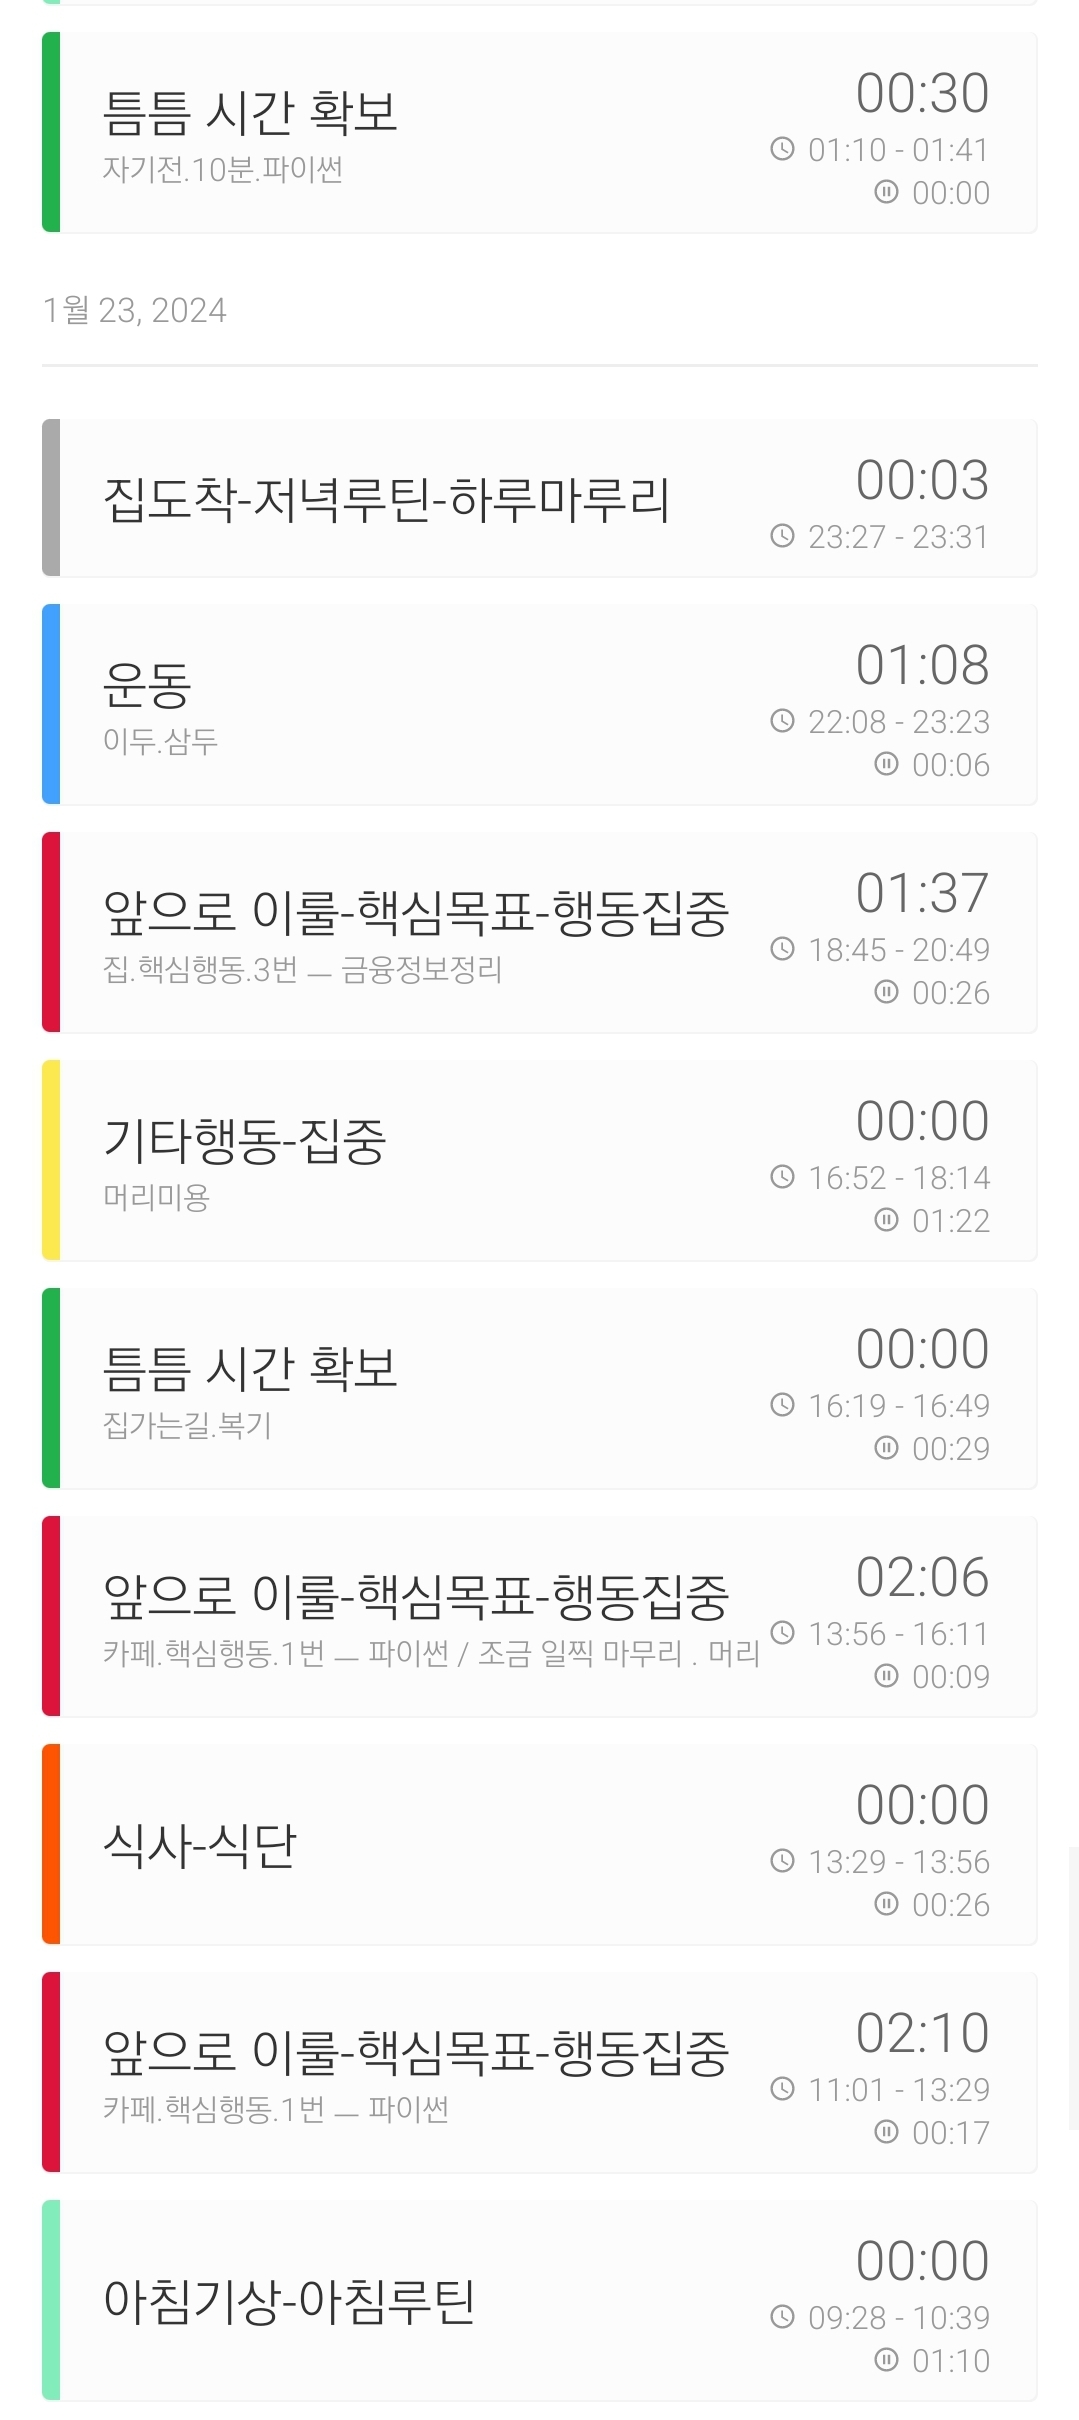 틈틈 시간 확보
자기전.10분.파이썬
00:30
01:10 - 01:41
00:00
1월 23, 2024
집도착-저녁루틴-하루마루리
00:03
23:27 - 23:31
운동
이두.삼두
01:08
22:08 - 23:23
00:06
앞으로 이룰-핵심목표-행동집중
집.핵심행동.3번 — 금융정보정리
01:37
18:45 - 20:49
00:26
기타행동-집중
머리미용
00:00
16:52 - 18:14
01:22
틈틈 시간 확보
집가는길.복기
00:00
16:19 - 16:49
00:29
앞으로 이룰-핵심목표-행동집중
카페.핵심행동.1번 — 파이썬 / 조금 일찍 마무리 . 머리
02:06
13:56 - 16:11
00:09
식사-식단
00:00
13:29 - 13:56
00:26
앞으로 이룰-핵심목표-행동집중
카페.핵심행동.1번 — 파이썬
02:10
11:01 - 13:29
00:17
아침기상-아침루틴
00:00
09:28 - 10:39
01:10